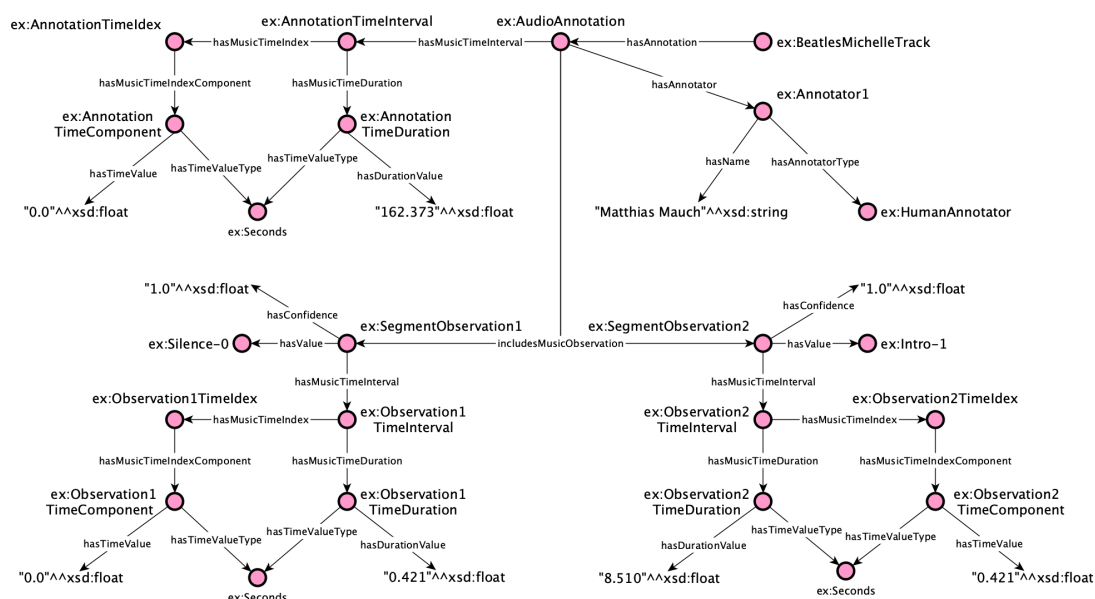 ex:AnnotationTimeIdex
ex:AnnotationTimeInterval
ex:AudioAnnotation
hasMusicTimeIndex
hasMusicTimeInterval
hasAnnotation
ex:BeatlesMichelleTrack
hasMusicTimeIndexComponent
hasMusicTimeDuration
hasAnnotator
ex:Annotator1
ex:Annotation
TimeComponent
ex:Annotation
TimeDuration
hasTimeValue
hasTimeValueType
hasTimeValueType
hasDurationValue
hasName
hasAnnotatorType
"0.0"^^xsd:float
ex:Seconds
"162.373"^^xsd:float
"Matthias Mauch"^^xsd:string
ex:HumanAnnotator
"1.0"^^xsd:float
hasConfidence
"1.0"^^xsd:float
hasConfidence
ex:SegmentObservation1
ex:SegmentObservation2
ex:Silence-0
hasValue
includesMusicObservation
hasValue
ex:Intro-1
hasMusicTimeInterval
hasMusicTimeInterval
ex:Observation1TimeIdex
hasMusicTimeIndex
ex:Observation1
TimeInterval
ex:Observation2
TimeInterval
hasMusicTimeIndex
ex:Observation2TimeIdex
hasMusicTimeIndexComponent
hasMusicTimeDuration
hasMusicTimeDuration
hasMusicTimeIndexComponent
ex:Observation1
TimeComponent
ex:Observation1
TimeDuration
ex:Observation2
TimeDuration
ex:Observation2
TimeComponent
hasTimeValue
hasTimeValueType
hasTimeValueType
hasDurationValue
hasDurationValue
hasTimeValueType
hasTimeValueType
hasTimeValue
"0.0"^^xsd:float
ex:Seconds
"0.421"^^xsd:float
"8.510"^^xsd:float
ex:Seconds
"0.421"^^xsd:float